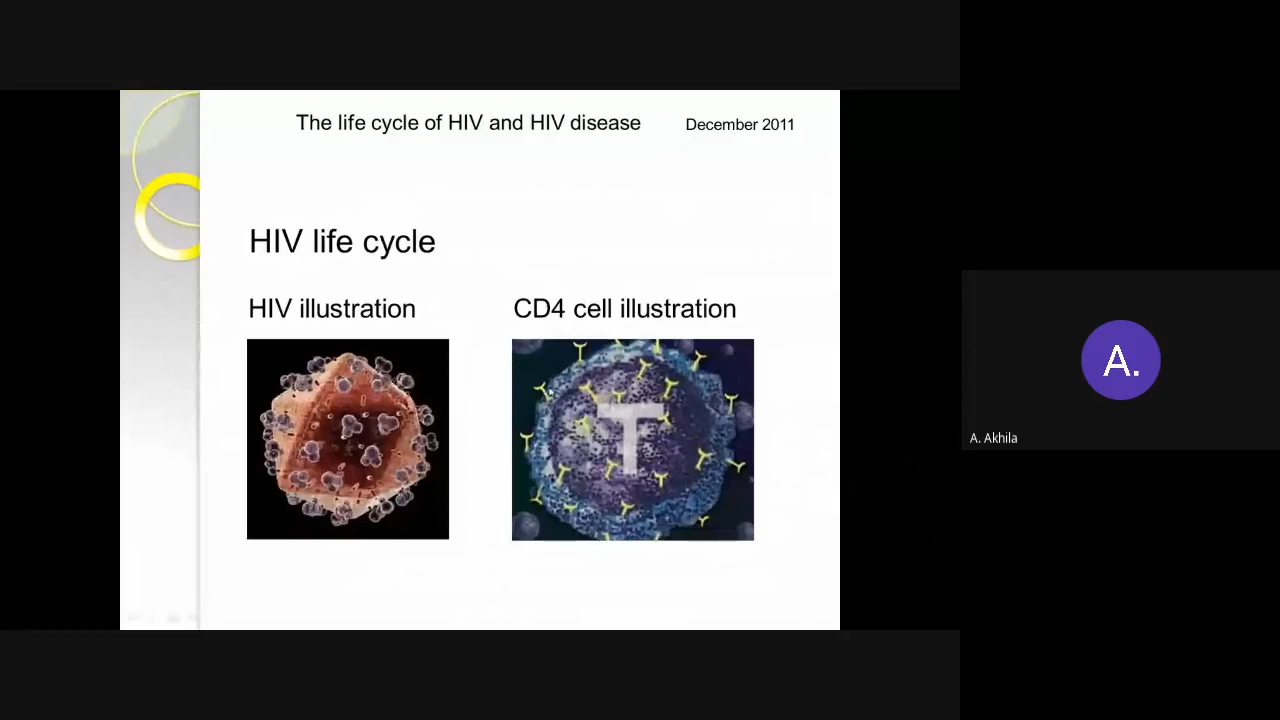 The life cycle of HIV and HIV disease
December 2011
HIV life cycle
HIV illustration
CD4 cell illustration
T
A.
A. Akhila